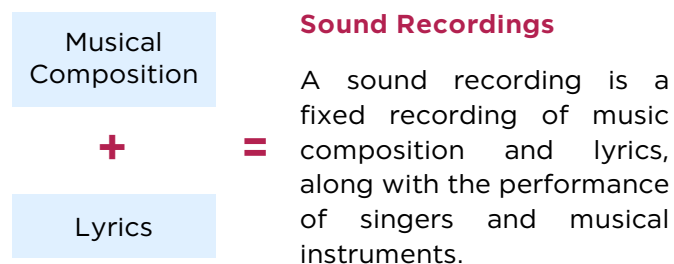 Musical
Composition
+
Lyrics
=
Sound Recordings
A sound recording is a
fixed recording of music
composition and lyrics,
along with the performance
of singers and musical
instruments.